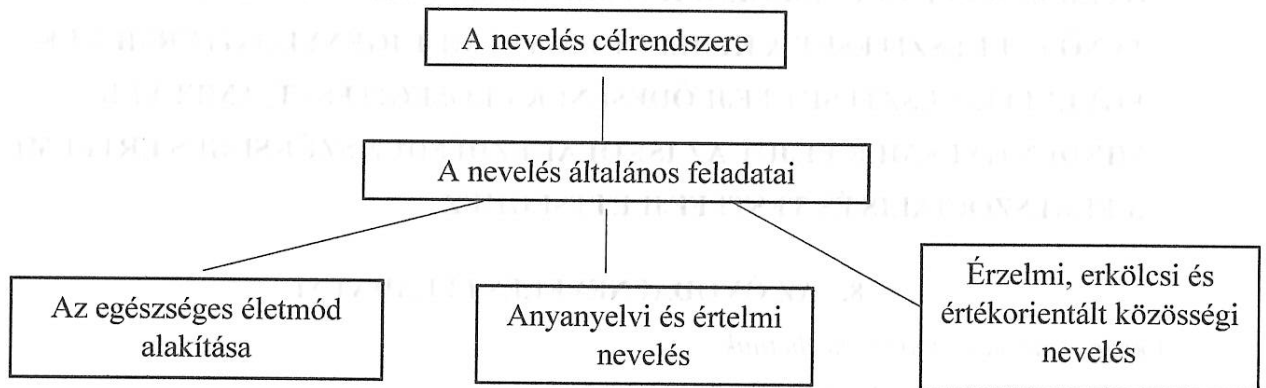 A nevelés célrendszere
A nevelés általános feladatai
Az egészséges életmód
alakítása
Anyanyelvi és értelmi
nevelés
Érzelmi, erkölcsi és
értékorientált közösségi
nevelés